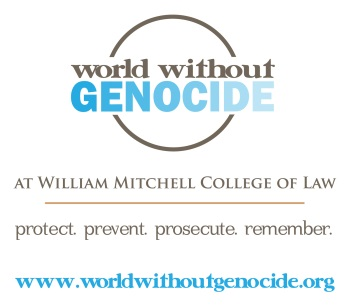 world without
GENOCIDE
AT WILLIAM MITCHELL COLLEGE OF LAW
protect. prevent. prosecute. remember.
www.worldwithoutgenocide.org